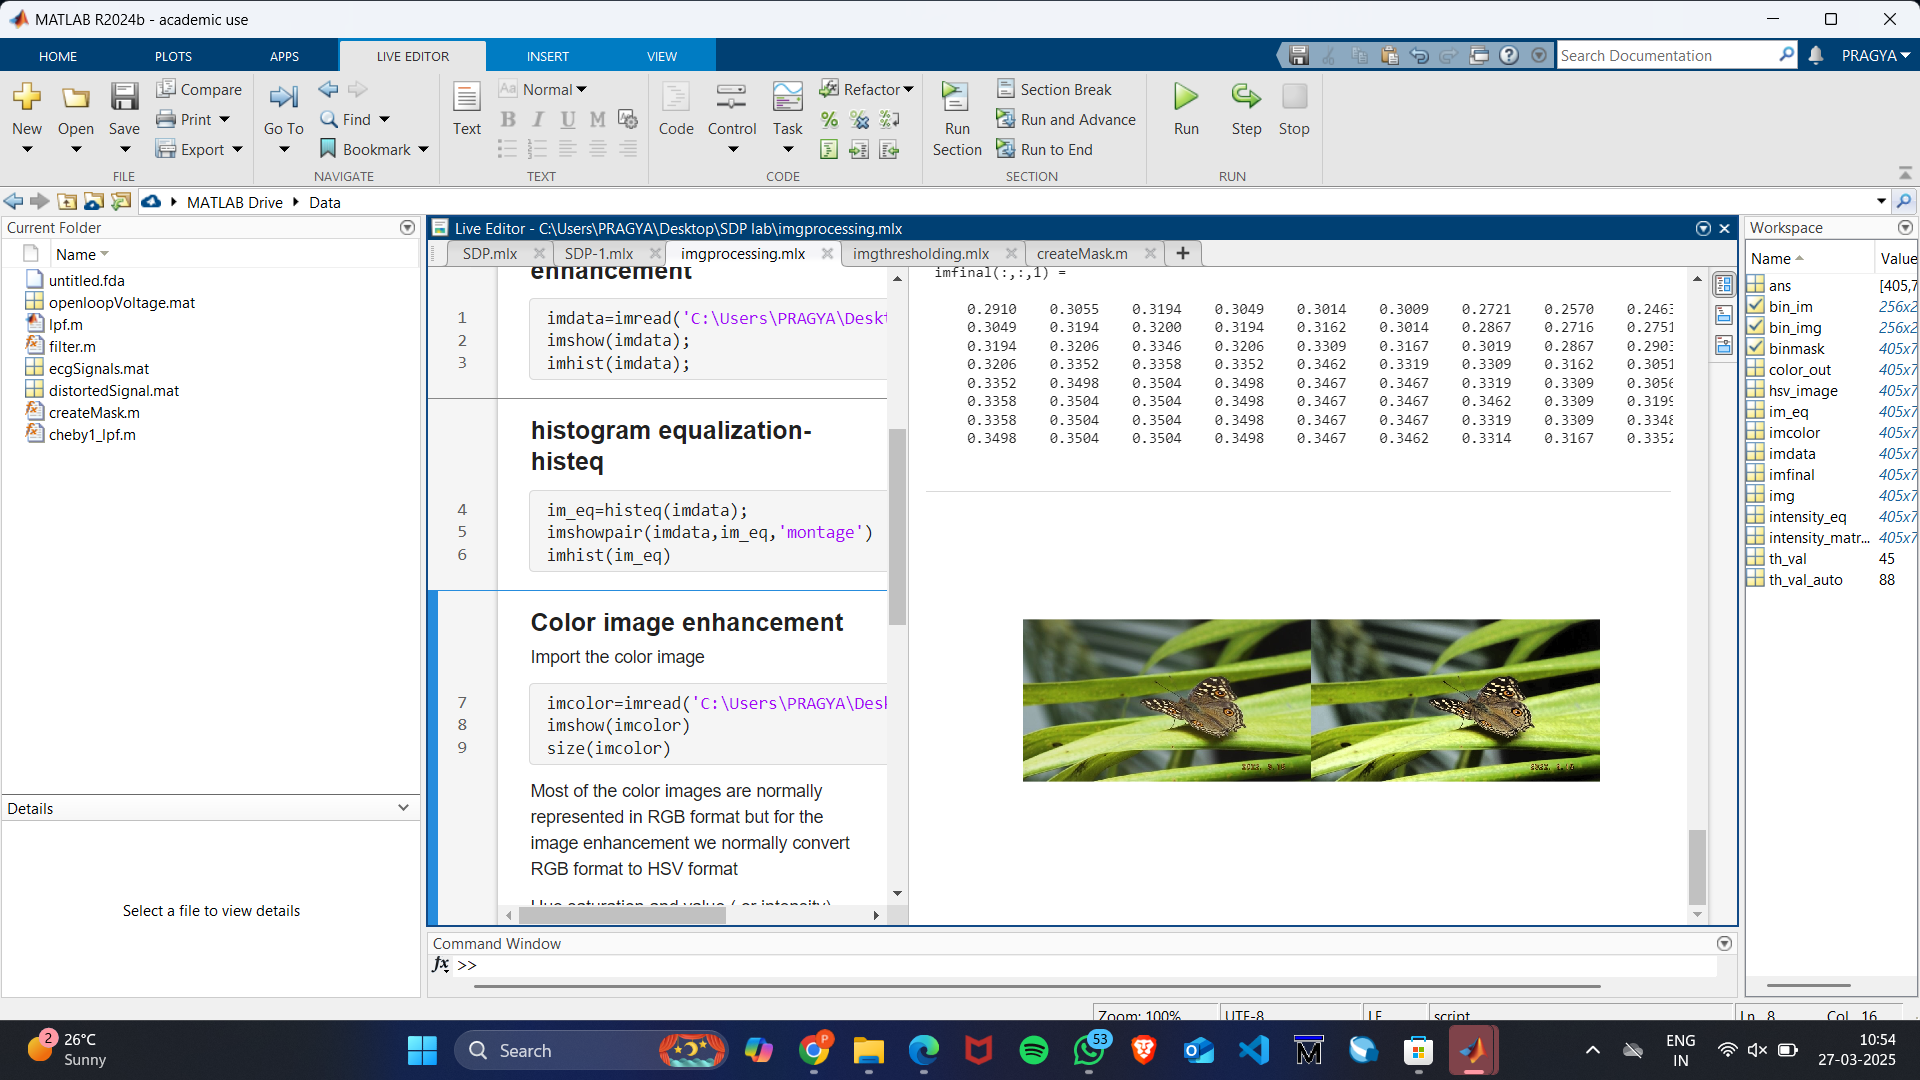 MATLAB R2024b - academic use
HOME PLOTS APPS LIVE EDITOR INSERT VIEW
Search Documentation
PRAGYA
New Open Save
Compare
Print
Export
FILE
Go To
Find
Bookmark
NAVIGATE
Text
Aa Normal
B I U M
TEXT
Code Control Task
Refactor
CODE
Run Section
Section Break
Run and Advance
Run to End
SECTION
Run Step Stop
RUN
MATLAB Drive Data
Current Folder
Name
untitled.fda
openloopVoltage.mat
lpf.m
filter.m
ecgSignals.mat
distortedSignal.mat
createMask.m
cheby1_lpf.m
Details
Select a file to view details
Live Editor - C:\Users\PRAGYA\Desktop\SDP lab\imgprocessing.mlx
SDP.mlx SDP-1.mlx imgprocessing.mlx imgthresholding.mlx createMask.m
enhancement
1 imdata=imread('C:\Users\PRAGYA\Deskt
2 imshow(imdata);
3 imhist(imdata);
histogram equalization-
histeq
4 im_eq=histeq(imdata);
5 imshowpair(imdata,im_eq,'montage')
6 imhist(im_eq)
Color image enhancement
Import the color image
7 imcolor=imread('C:\Users\PRAGYA\Desk
8 imshow(imcolor)
9 size(imcolor)
Most of the color images are normally
represented in RGB format but for the
image enhancement we normally convert
RGB format to HSV format
Hue saturation and value ( or intensity)
imfinal(:,:,1) =
0.2910 0.3055 0.3194 0.3049 0.3014 0.3009 0.2721 0.2570 0.2463
0.3049 0.3194 0.3200 0.3194 0.3162 0.3014 0.2867 0.2716 0.2751
0.3194 0.3206 0.3346 0.3206 0.3309 0.3167 0.3019 0.2867 0.2903
0.3206 0.3352 0.3358 0.3352 0.3462 0.3319 0.3309 0.3162 0.3051
0.3352 0.3498 0.3504 0.3498 0.3467 0.3467 0.3319 0.3309 0.3056
0.3358 0.3504 0.3504 0.3498 0.3467 0.3467 0.3462 0.3309 0.3199
0.3358 0.3504 0.3504 0.3498 0.3467 0.3467 0.3319 0.3309 0.3348
0.3498 0.3504 0.3504 0.3498 0.3467 0.3462 0.3314 0.3167 0.3352
Workspace
Name Value
ans [405,7
bin_im 256x2
bin_img 256x2
binmask 405x7
color_out 405x7
hsv_image 405x7
im_eq 405x7
imcolor 405x7
imdata 405x7
imfinal 405x7
img 405x7
intensity_eq 405x7
intensity_matr... 405x7
th_val 45
th_val_auto 88
Command Window
fx >>
Zoom: 100% UTF-8 LF script Ln 8 Col 16
2
26°C
Sunny
Search
P
53
M
ENG
IN
10:54
27-03-2025